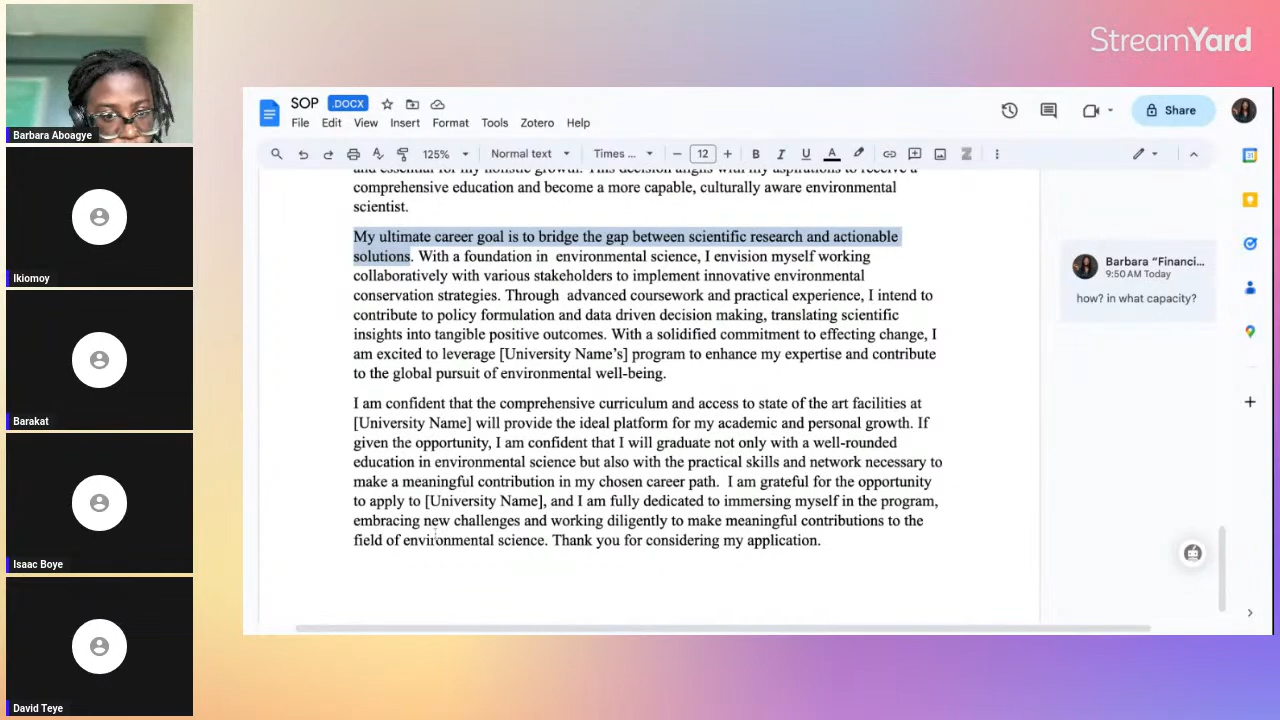 StreamYard
Barbara Aboagye
Ikiomoy
Barakat
Isaac Boye
David Teye
SOP .DOCX
File Edit View Insert Format Tools Zotero Help
Share
125% Normal text Times ... 12 B I U A
and essential for my holistic growth. This decision aligns with my aspirations to receive a
comprehensive education and become a more capable, culturally aware environmental
scientist.
My ultimate career goal is to bridge the gap between scientific research and actionable
solutions. With a foundation in  environmental science, I envision myself working
collaboratively with various stakeholders to implement innovative environmental
conservation strategies. Through  advanced coursework and practical experience, I intend to
contribute to policy formulation and data driven decision making, translating scientific
insights into tangible positive outcomes. With a solidified commitment to effecting change, I
am excited to leverage [University Name’s] program to enhance my expertise and contribute
to the global pursuit of environmental well-being.
I am confident that the comprehensive curriculum and access to state of the art facilities at
[University Name] will provide the ideal platform for my academic and personal growth. If
given the opportunity, I am confident that I will graduate not only with a well-rounded
education in environmental science but also with the practical skills and network necessary to
make a meaningful contribution in my chosen career path.  I am grateful for the opportunity
to apply to [University Name], and I am fully dedicated to immersing myself in the program,
embracing new challenges and working diligently to make meaningful contributions to the
field of environmental science. Thank you for considering my application.
Barbara “Financi...
9:50 AM Today
how? in what capacity?